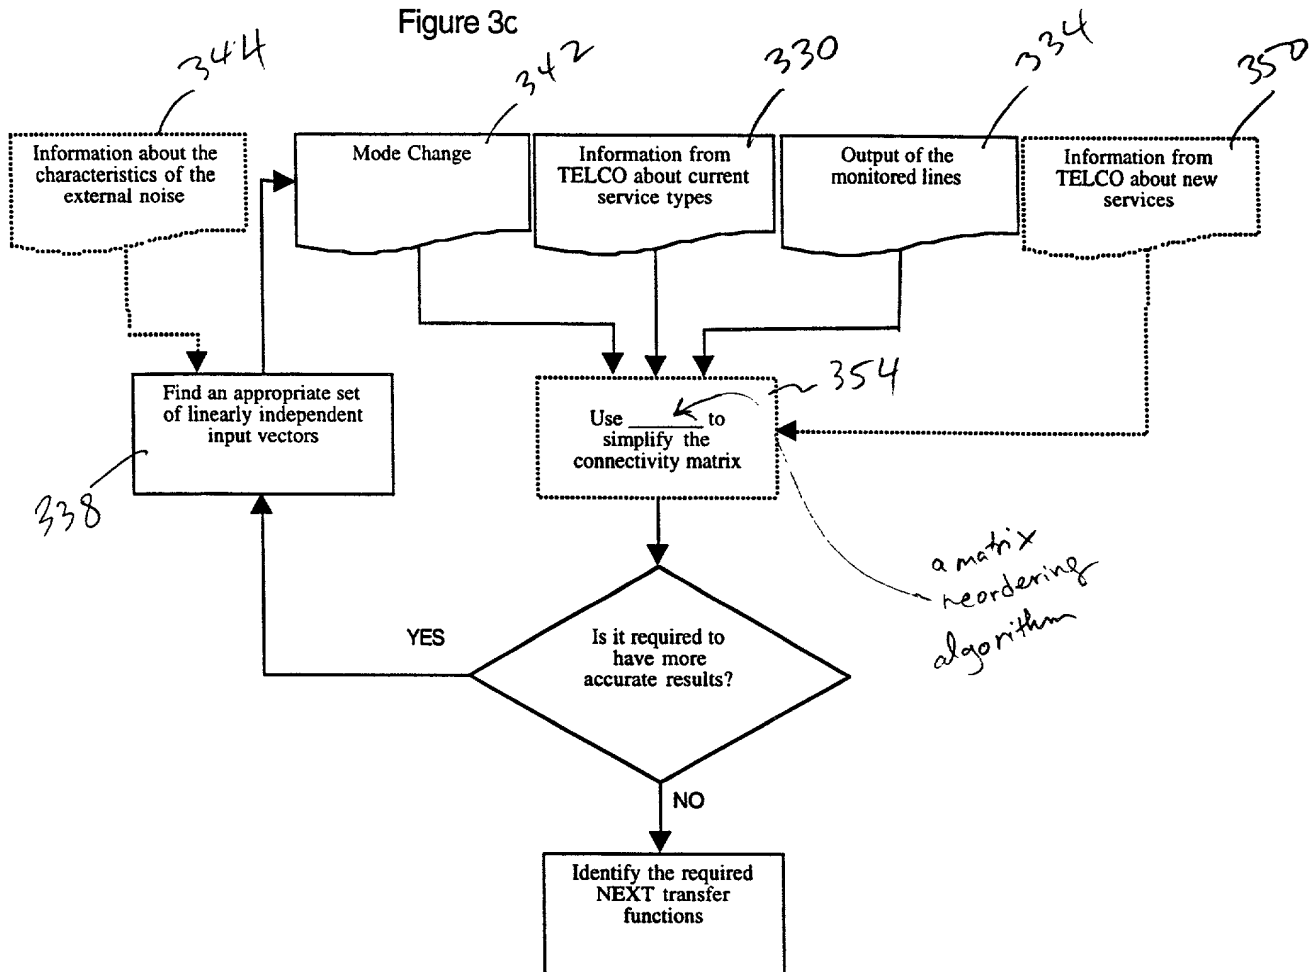 Figure 3c
344
342
330
334
350
Information about the
characteristics of the
external noise
Mode Change
Information from
TELCO about current
service types
Output of the
monitored lines
Information from
TELCO about new
services
Find an appropriate set
of linearly independent
input vectors
338
Use ______ to
simplify the
connectivity matrix
354
a matrix
reordering
algorithm
YES
Is it required to
have more
accurate results?
NO
Identify the required
NEXT transfer
functions